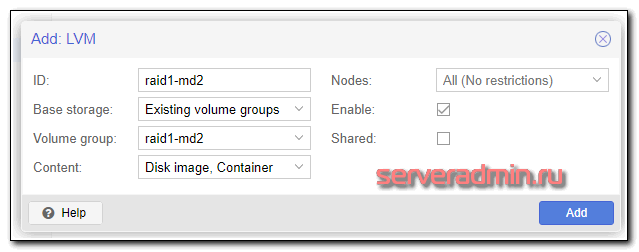 Add: LVM
ID: raid1-md2 Nodes: All (No restrictions)
Base storage: Existing volume groups Enable:
Volume group: raid1-md2 Shared:
Content: Disk image, Container
serveradmin.ru
Help Add